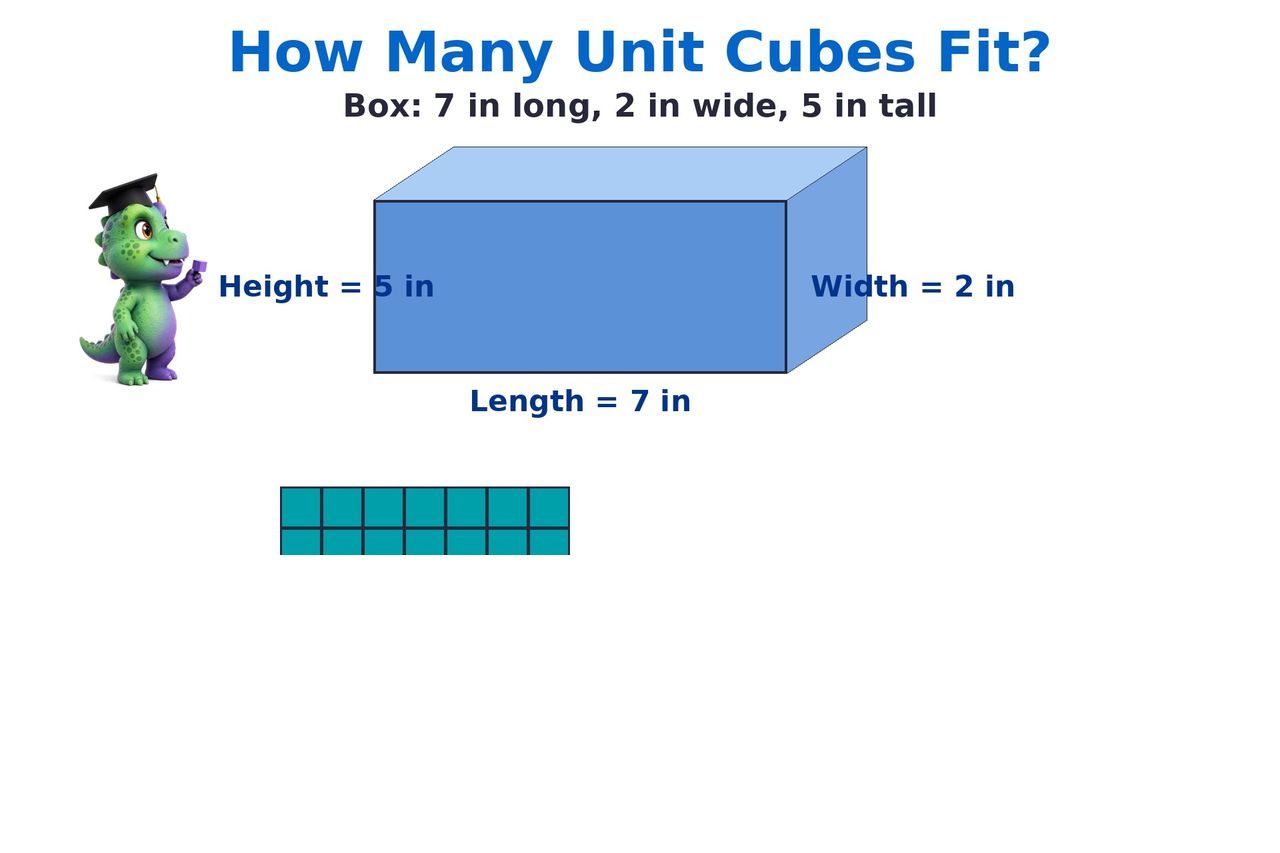 How Many Unit Cubes Fit?
Box: 7 in long, 2 in wide, 5 in tall
Height = 5 in
Width = 2 in
Length = 7 in